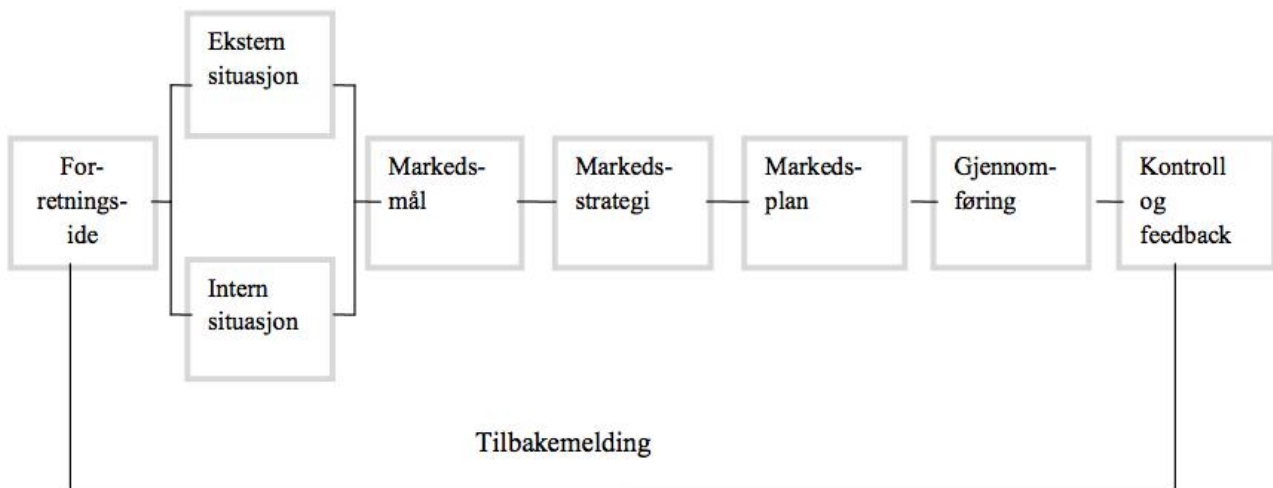 For-
retnings-
ide
Ekstern
situasjon
Intern
situasjon
Markeds-
mål
Markeds-
strategi
Markeds-
plan
Gjennom-
føring
Kontroll
og
feedback
Tilbakemelding